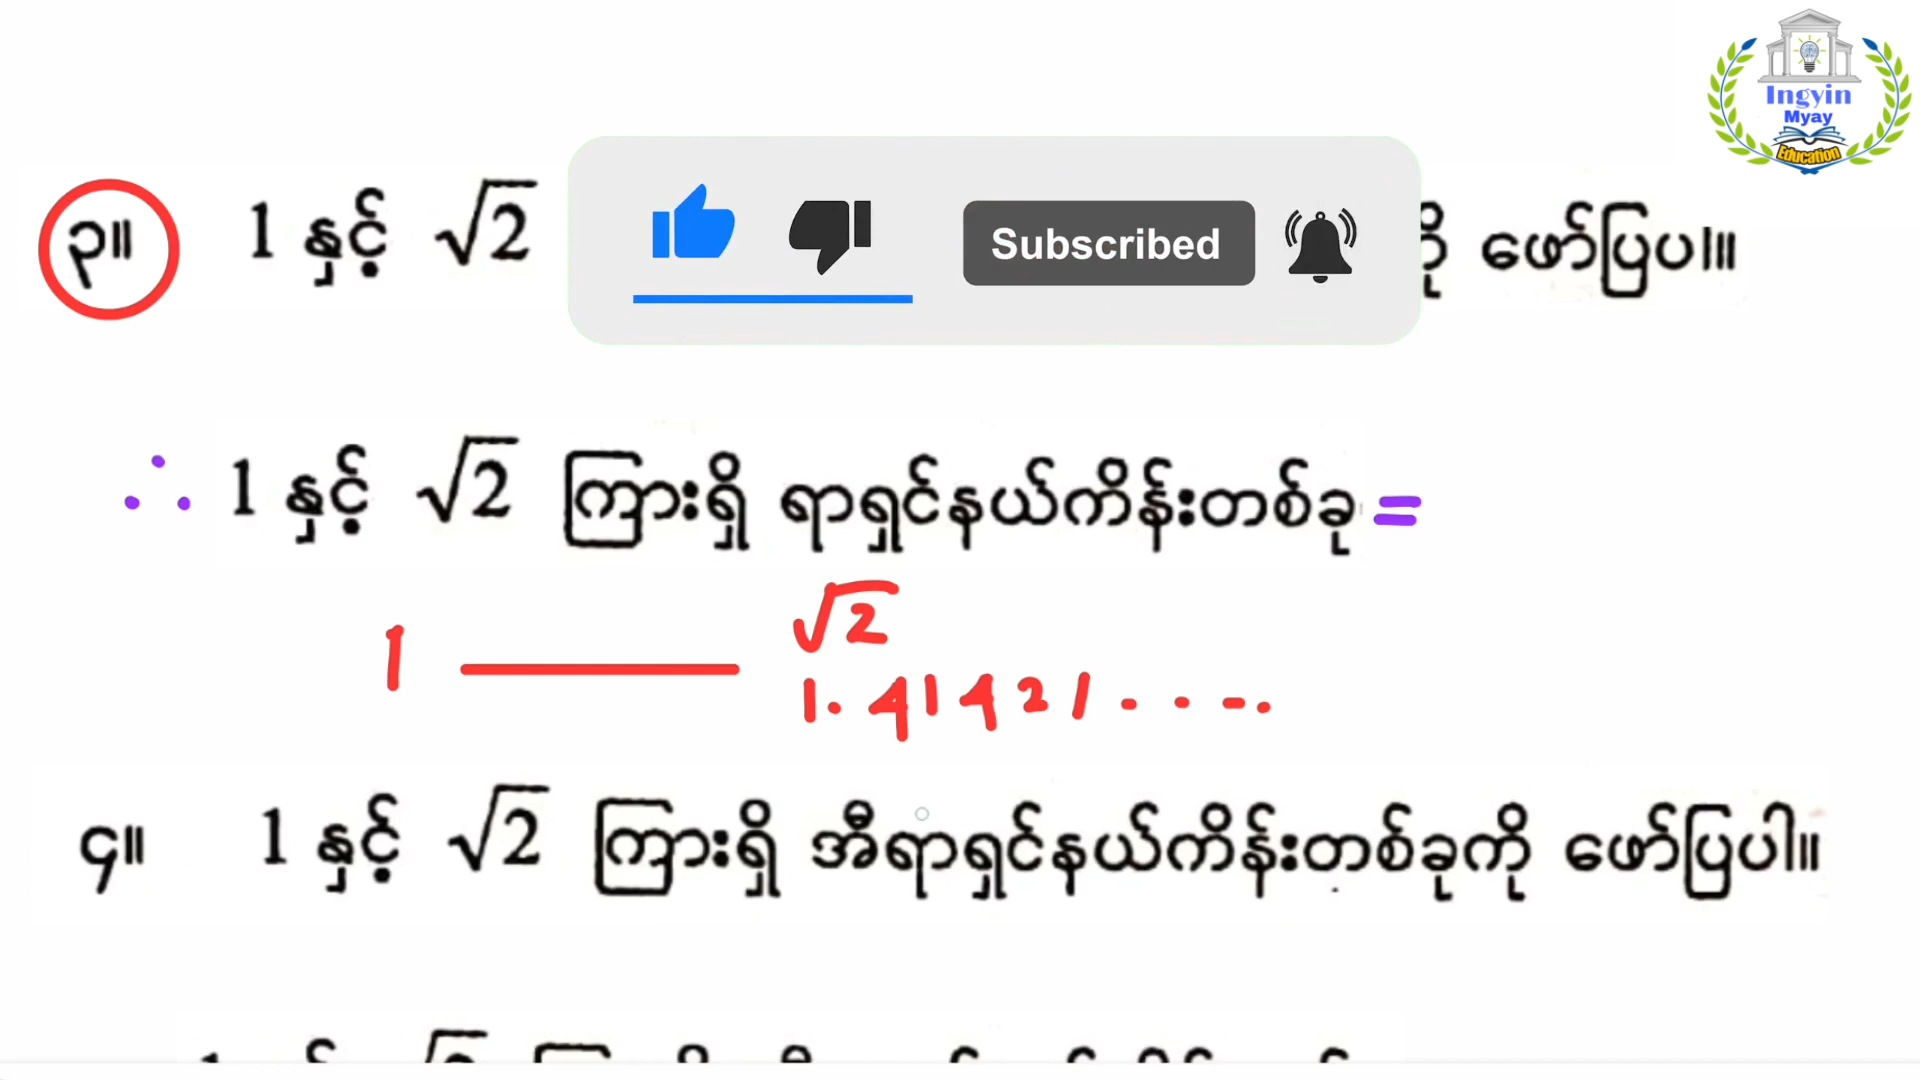 Ingyin
Myay
Education
၃။ 1 နှင့် √2 Subscribed ကို ဖော်ပြပါ။
∴ 1 နှင့် √2 ကြားရှိ ရာရှင်နယ်ကိန်းတစ်ခု =
√2
1 ——— 1.41421.....
၄။ 1 နှင့် √2 ကြားရှိ အီရာရှင်နယ်ကိန်းတစ်ခုကို ဖော်ပြပါ။